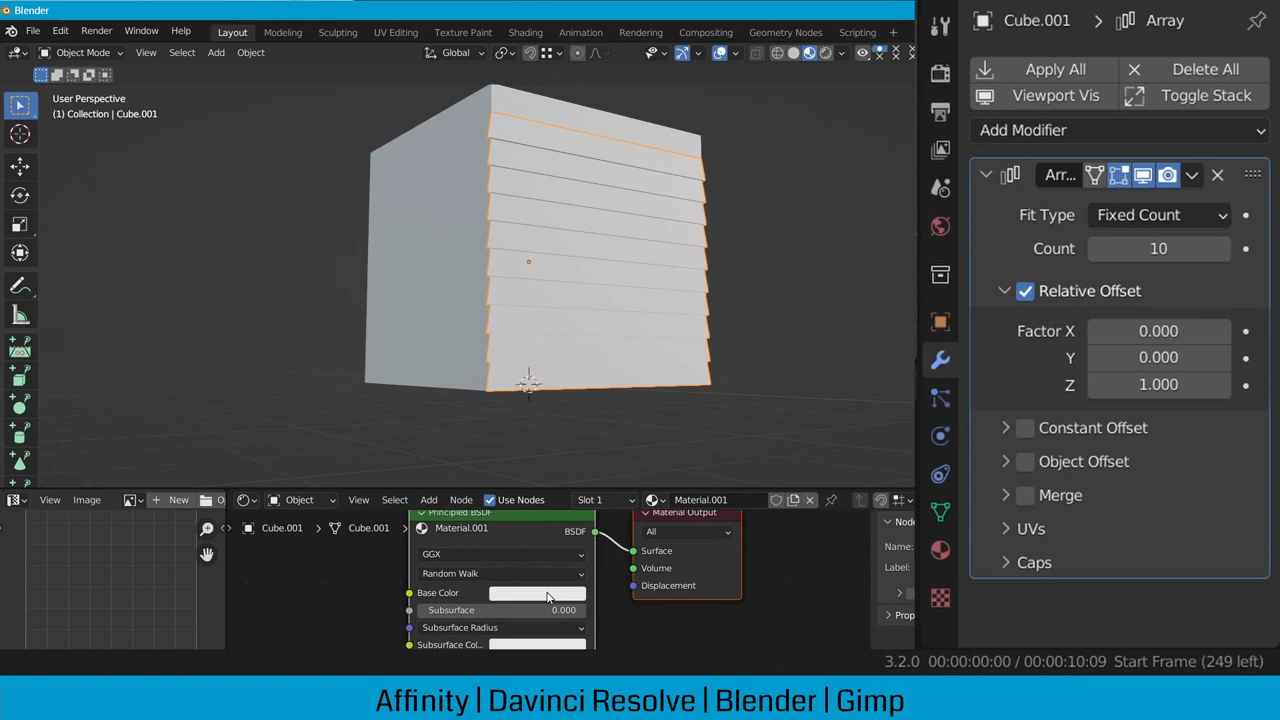 Blender
File Edit Render Window Help Layout Modeling Sculpting UV Editing Texture Paint Shading Animation Rendering Compositing Geometry Nodes Scripting +
Object Mode View Select Add Object Global
User Perspective
(1) Collection | Cube.001
Cube.001 > Array
Apply All Delete All
Viewport Vis Toggle Stack
Add Modifier
Arr...
Fit Type Fixed Count
Count 10
Relative Offset
Factor X 0.000
Y 0.000
Z 1.000
Constant Offset
Object Offset
Merge
UVs
Caps
View Image New O
Object View Select Add Node Use Nodes Slot 1 Material.001
Cube.001 > Cube.001 > Material.001
Principled BSDF
BSDF
GGX
Random Walk
Base Color
Subsurface 0.000
Subsurface Radius
Subsurface Col...
Material Output
All
Surface
Volume
Displacement
Node
Name:
Label:
Prop
3.2.0 00:00:00:00 / 00:00:10:09 Start Frame (249 left)
Affinity | Davinci Resolve | Blender | Gimp